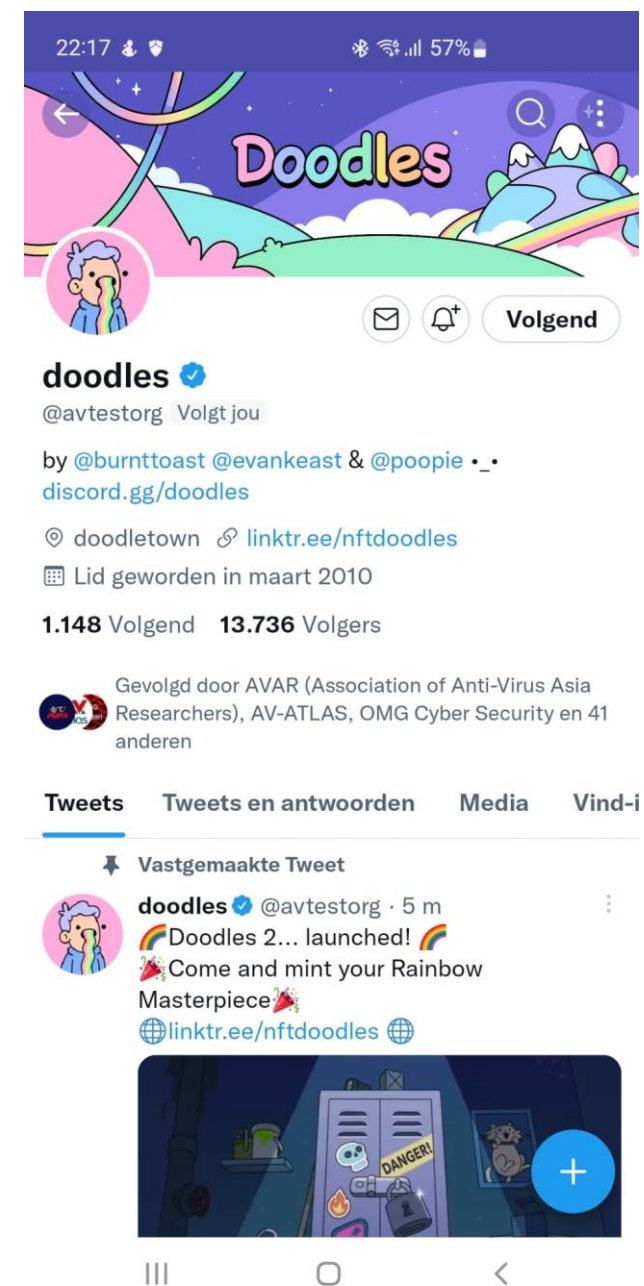 22:17 57%
Doodles
Volgend
doodles
@avtestorg Volgt jou
by @burnttoast @evankeast & @poopie •_•
discord.gg/doodles
doodletown linktr.ee/nftdoodles
Lid geworden in maart 2010
1.148 Volgend 13.736 Volgers
Gevolgd door AVAR (Association of Anti-Virus Asia
Researchers), AV-ATLAS, OMG Cyber Security en 41
anderen
Tweets Tweets en antwoorden Media Vind-i
Vastgemaakte Tweet
doodles @avtestorg · 5 m
🌈Doodles 2... launched! 🌈
🎉Come and mint your Rainbow
Masterpiece🎉
🌐linktr.ee/nftdoodles 🌐
DANGER!